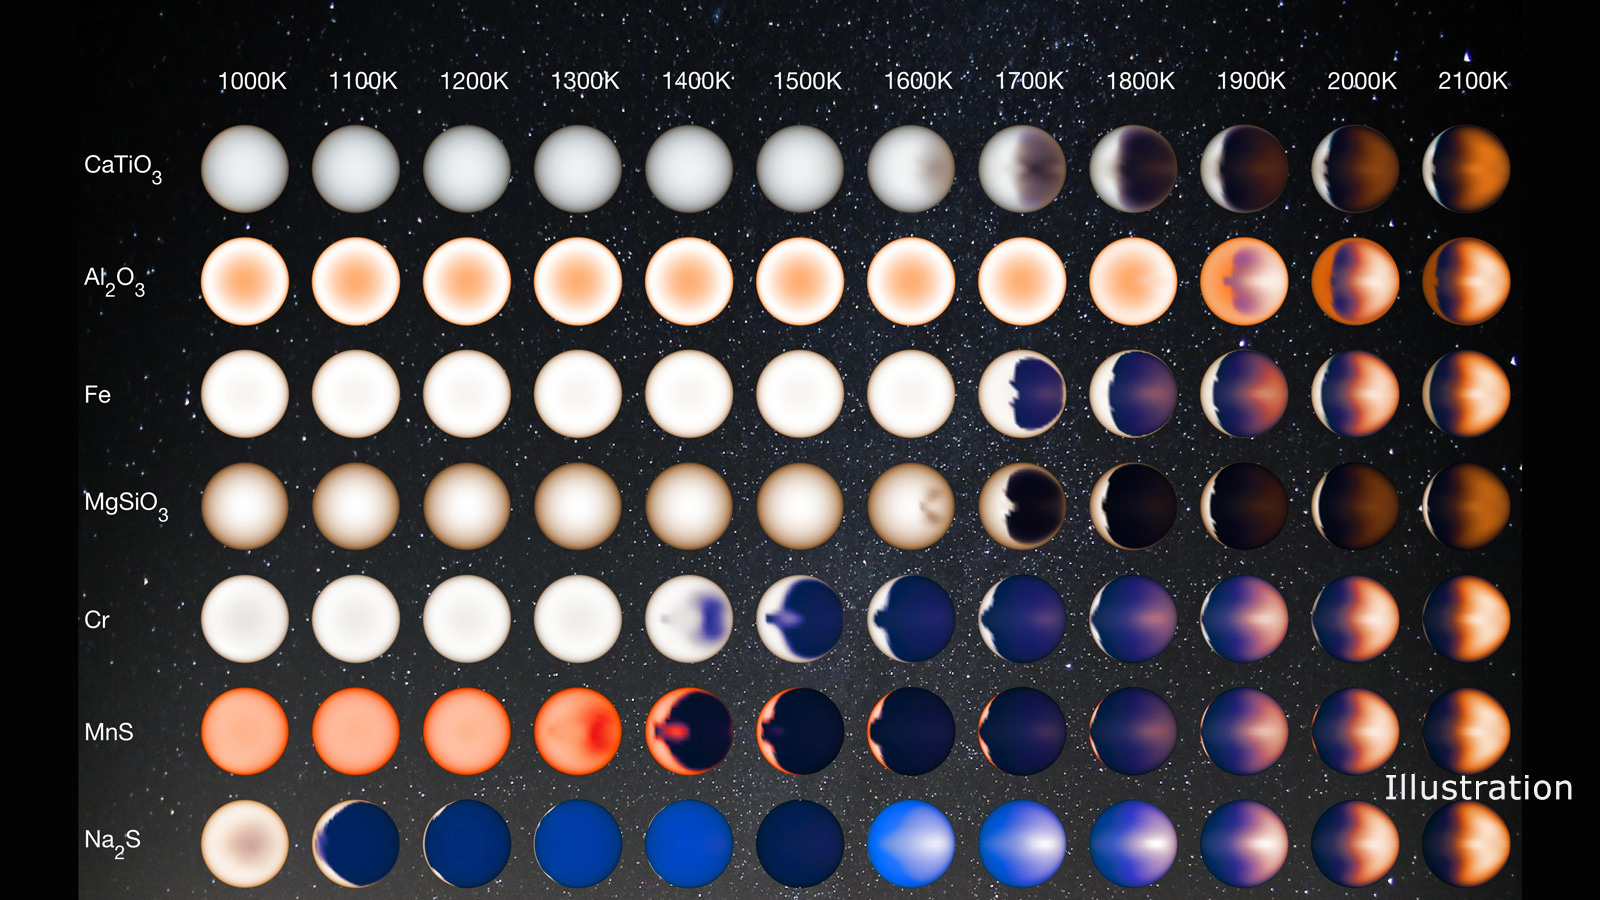 1000K 1100K 1200K 1300K 1400K 1500K 1600K 1700K 1800K 1900K 2000K 2100K
CaTiO₃
Al₂O₃
Fe
MgSiO₃
Cr
MnS
Illustration
Na₂S